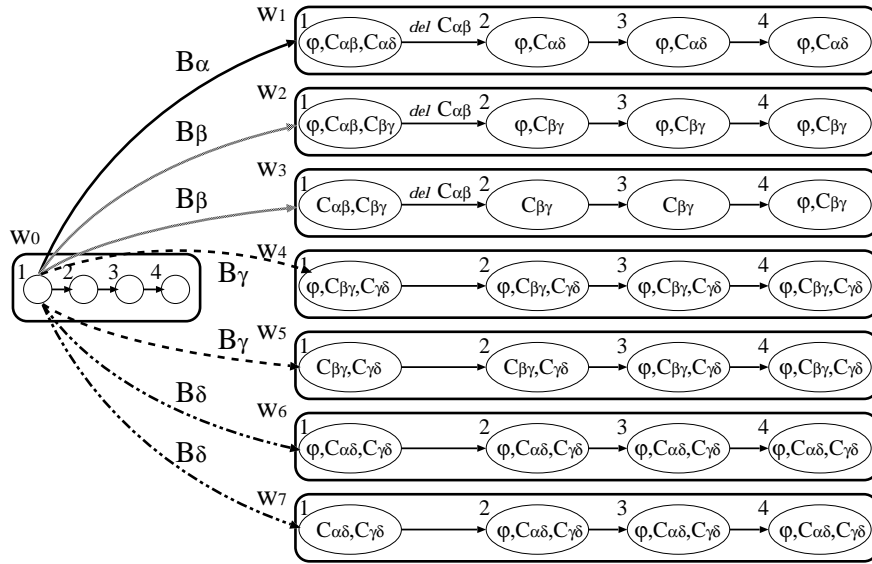 w1 1 φ,Cαβ,Cαδ del Cαβ 2 φ,Cαδ 3 φ,Cαδ 4 φ,Cαδ
Bα
w2 1 φ,Cαβ,Cβγ del Cαβ 2 φ,Cβγ 3 φ,Cβγ 4 φ,Cβγ
Bβ
w3 1 Cαβ,Cβγ del Cαβ 2 Cβγ 3 Cβγ 4 φ,Cβγ
Bβ
w0 1 2 3 4
w4 1 φ,Cβγ,Cγδ 2 φ,Cβγ,Cγδ 3 φ,Cβγ,Cγδ 4 φ,Cβγ,Cγδ
Bγ
w5 1 Cβγ,Cγδ 2 Cβγ,Cγδ 3 φ,Cβγ,Cγδ 4 φ,Cβγ,Cγδ
Bγ
w6 1 φ,Cαδ,Cγδ 2 φ,Cαδ,Cγδ 3 φ,Cαδ,Cγδ 4 φ,Cαδ,Cγδ
Bδ
w7 1 Cαδ,Cγδ 2 φ,Cαδ,Cγδ 3 φ,Cαδ,Cγδ 4 φ,Cαδ,Cγδ
Bδ